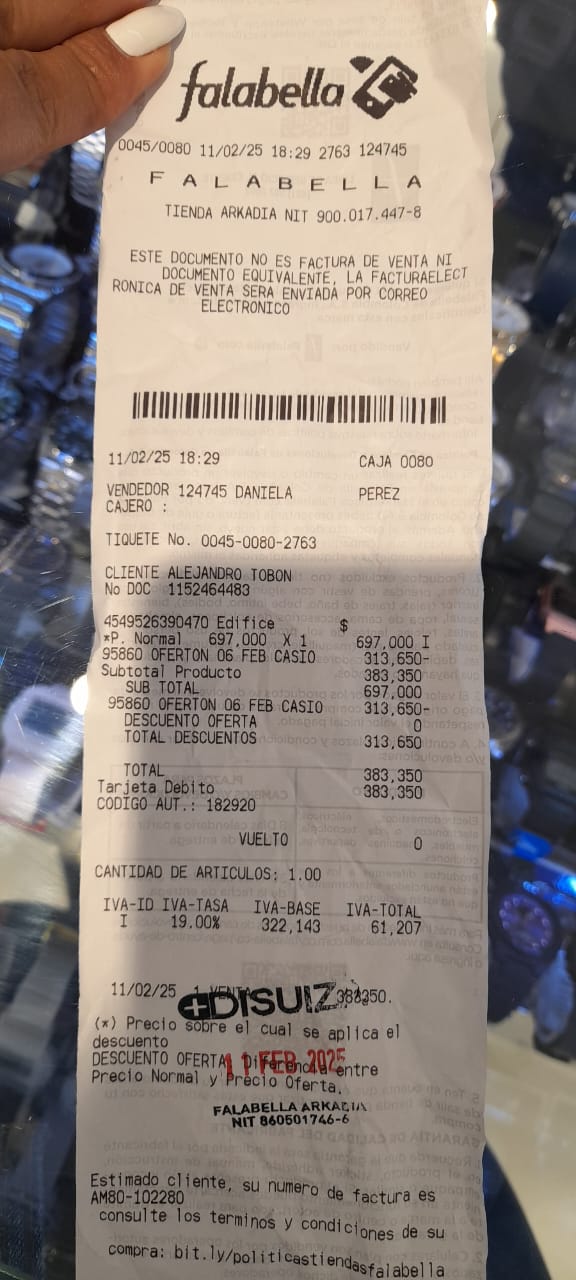 falabella
0045/0080 11/02/25 18:29 2763 124745
F A L A B E L L A
TIENDA ARKADIA NIT 900.017.447-8
ESTE DOCUMENTO NO ES FACTURA DE VENTA NI
DOCUMENTO EQUIVALENTE, LA FACTURAELECT
RONICA DE VENTA SERA ENVIADA POR CORREO
ELECTRONICO
11/02/25 18:29 CAJA 0080
VENDEDOR 124745 DANIELA PEREZ
CAJERO :
TIQUETE No. 0045-0080-2763
CLIENTE ALEJANDRO TOBON
No DOC 1152464483
4549526390470 Edifice $
*P. Normal 697,000 X 1 697,000 I
95860 OFERTON 06 FEB CASIO 313,650-
Subtotal Producto 383,350
SUB TOTAL 697,000
95860 OFERTON 06 FEB CASIO 313,650-
DESCUENTO OFERTA 0
TOTAL DESCUENTOS 313,650
TOTAL 383,350
Tarjeta Debito 383,350
CODIGO AUT.: 182920
VUELTO 0
CANTIDAD DE ARTICULOS: 1.00
IVA-ID IVA-TASA IVA-BASE IVA-TOTAL
I 19.00% 322,143 61,207
11/02/25 1 VENTA 383350.
DISUIZ
(*) Precio sobre el cual se aplica el
descuento
DESCUENTO OFERTA: Diferencia entre
11 FEB 2025
Precio Normal y Precio Oferta.
FALABELLA ARKADIA
NIT 860501746-6
Estimado cliente, su numero de factura es
AM80-102280
consulte los terminos y condiciones de su
compra: bit.ly/politicastiendasfalabella